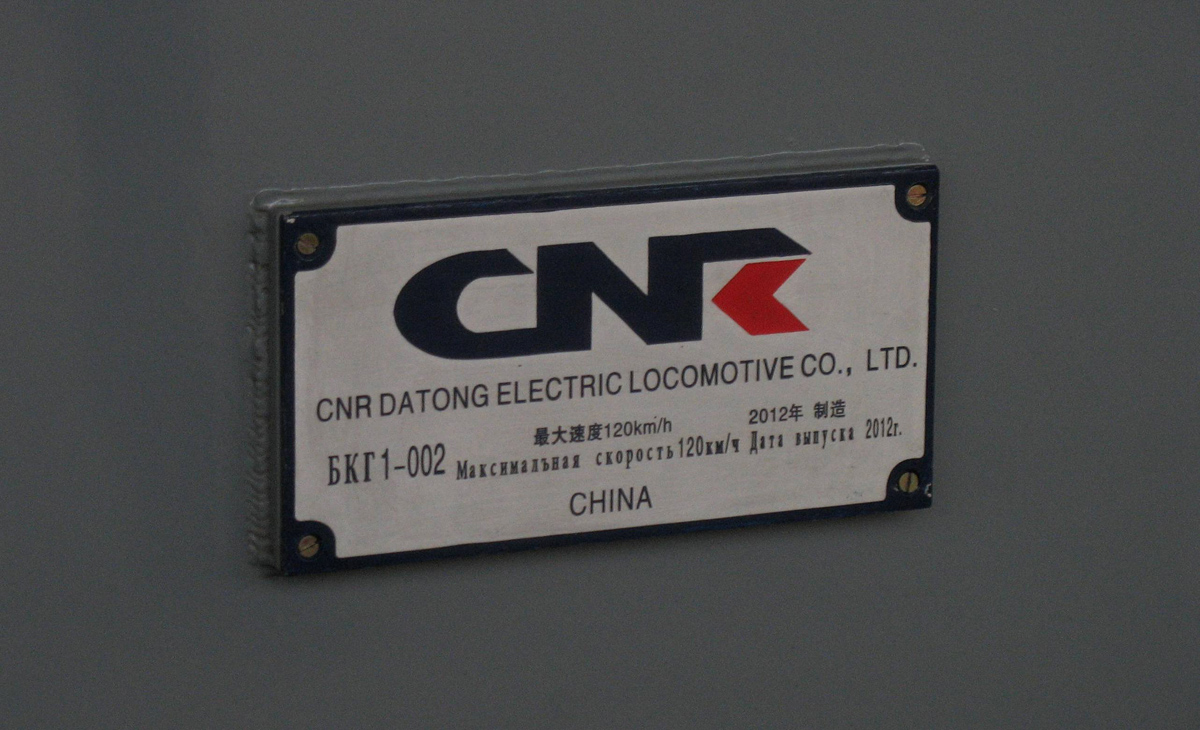 CNR
CNR DATONG ELECTRIC LOCOMOTIVE CO., LTD.
最大速度120km/h 2012年 制造
БКГ1-002 Максимальная скорость120км/ч Дата выпуска 2012г.
CHINA